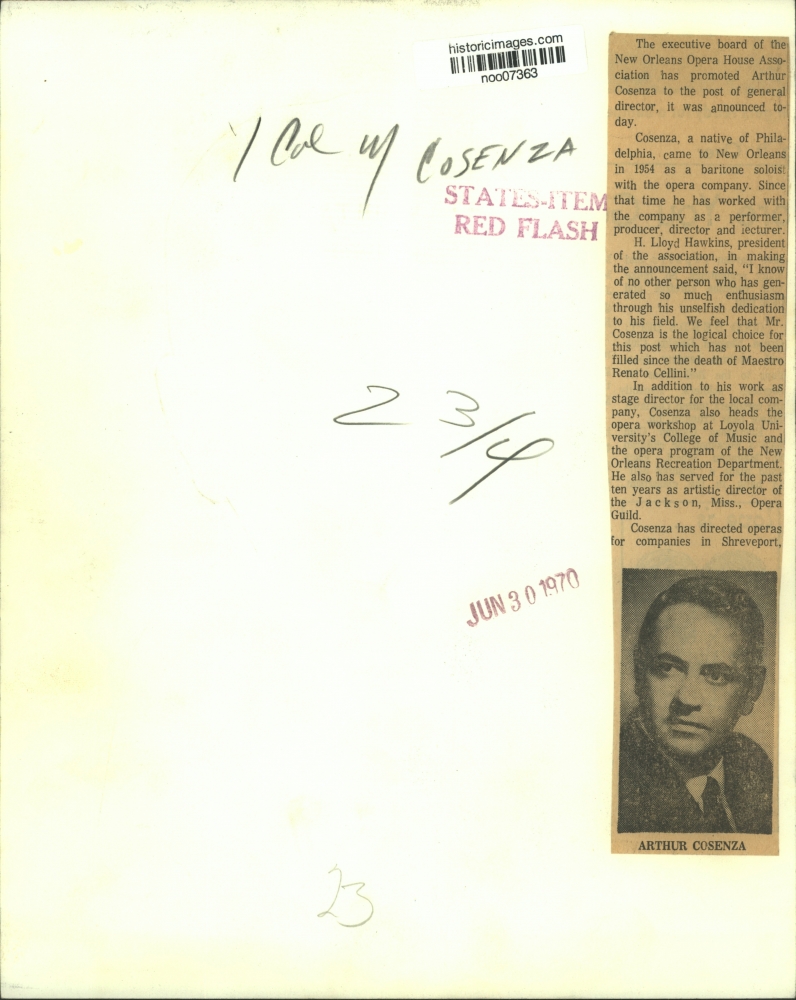 historicimages.com
noo07363
1 Col w/ COSENZA
STATES-ITEM
RED FLASH
2 3/4
JUN 30 1970
23
The executive board of the
New Orleans Opera House Asso-
ciation has promoted Arthur
Cosenza to the post of general
director, it was announced to-
day.
Cosenza, a native of Phila-
delphia, came to New Orleans
in 1954 as a baritone soloist
with the opera company. Since
that time he has worked with
the company as a performer,
producer, director and lecturer.
H. Lloyd Hawkins, president
of the association, in making
the announcement said, “I know
of no other person who has gen-
erated so much enthusiasm
through his unselfish dedication
to his field. We feel that Mr.
Cosenza is the logical choice for
this post which has not been
filled since the death of Maestro
Renato Cellini.”
In addition to his work as
stage director for the local com-
pany, Cosenza also heads the
opera workshop at Loyola Uni-
versity’s College of Music and
the opera program of the New
Orleans Recreation Department.
He also has served for the past
ten years as artistic director of
the Jackson, Miss., Opera
Guild.
Cosenza has directed operas
for companies in Shreveport,
ARTHUR COSENZA